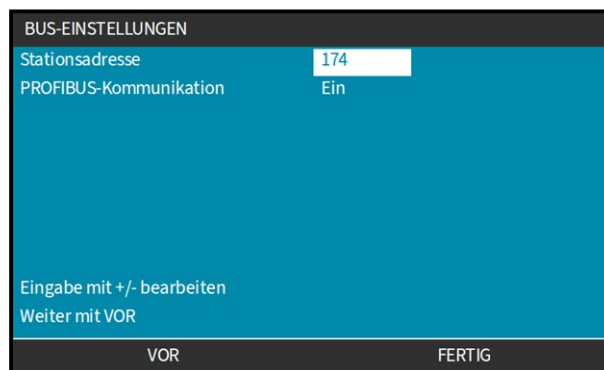 BUS-EINSTELLUNGEN
Stationsadresse 174
PROFIBUS-Kommunikation Ein
Eingabe mit +/- bearbeiten
Weiter mit VOR
VOR FERTIG